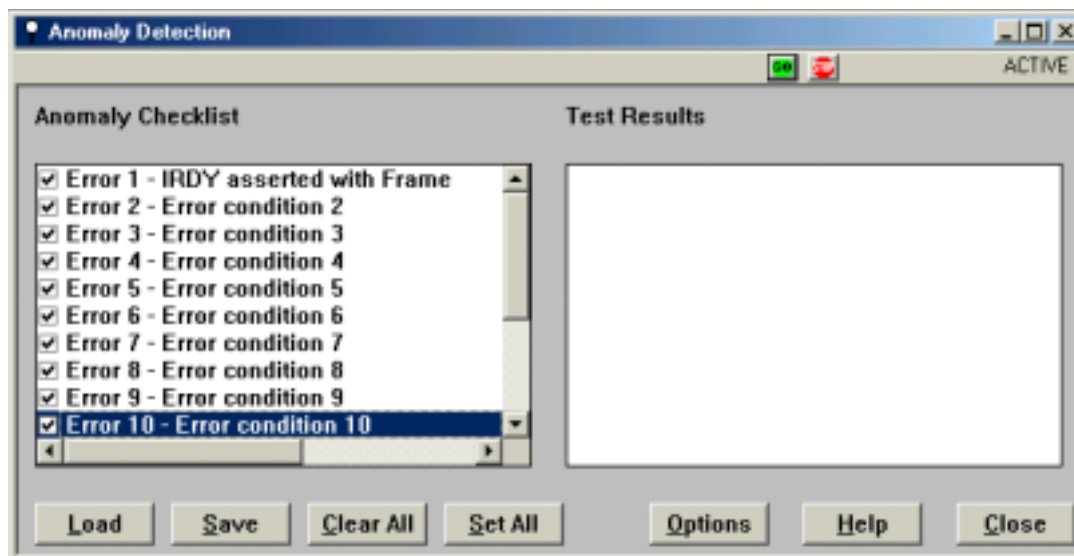 Anomaly Detection
GO STOP ACTIVE
Anomaly Checklist
Test Results
Error 1 - IRDY asserted with Frame
Error 2 - Error condition 2
Error 3 - Error condition 3
Error 4 - Error condition 4
Error 5 - Error condition 5
Error 6 - Error condition 6
Error 7 - Error condition 7
Error 8 - Error condition 8
Error 9 - Error condition 9
Error 10 - Error condition 10
Load Save Clear All Set All Options Help Close